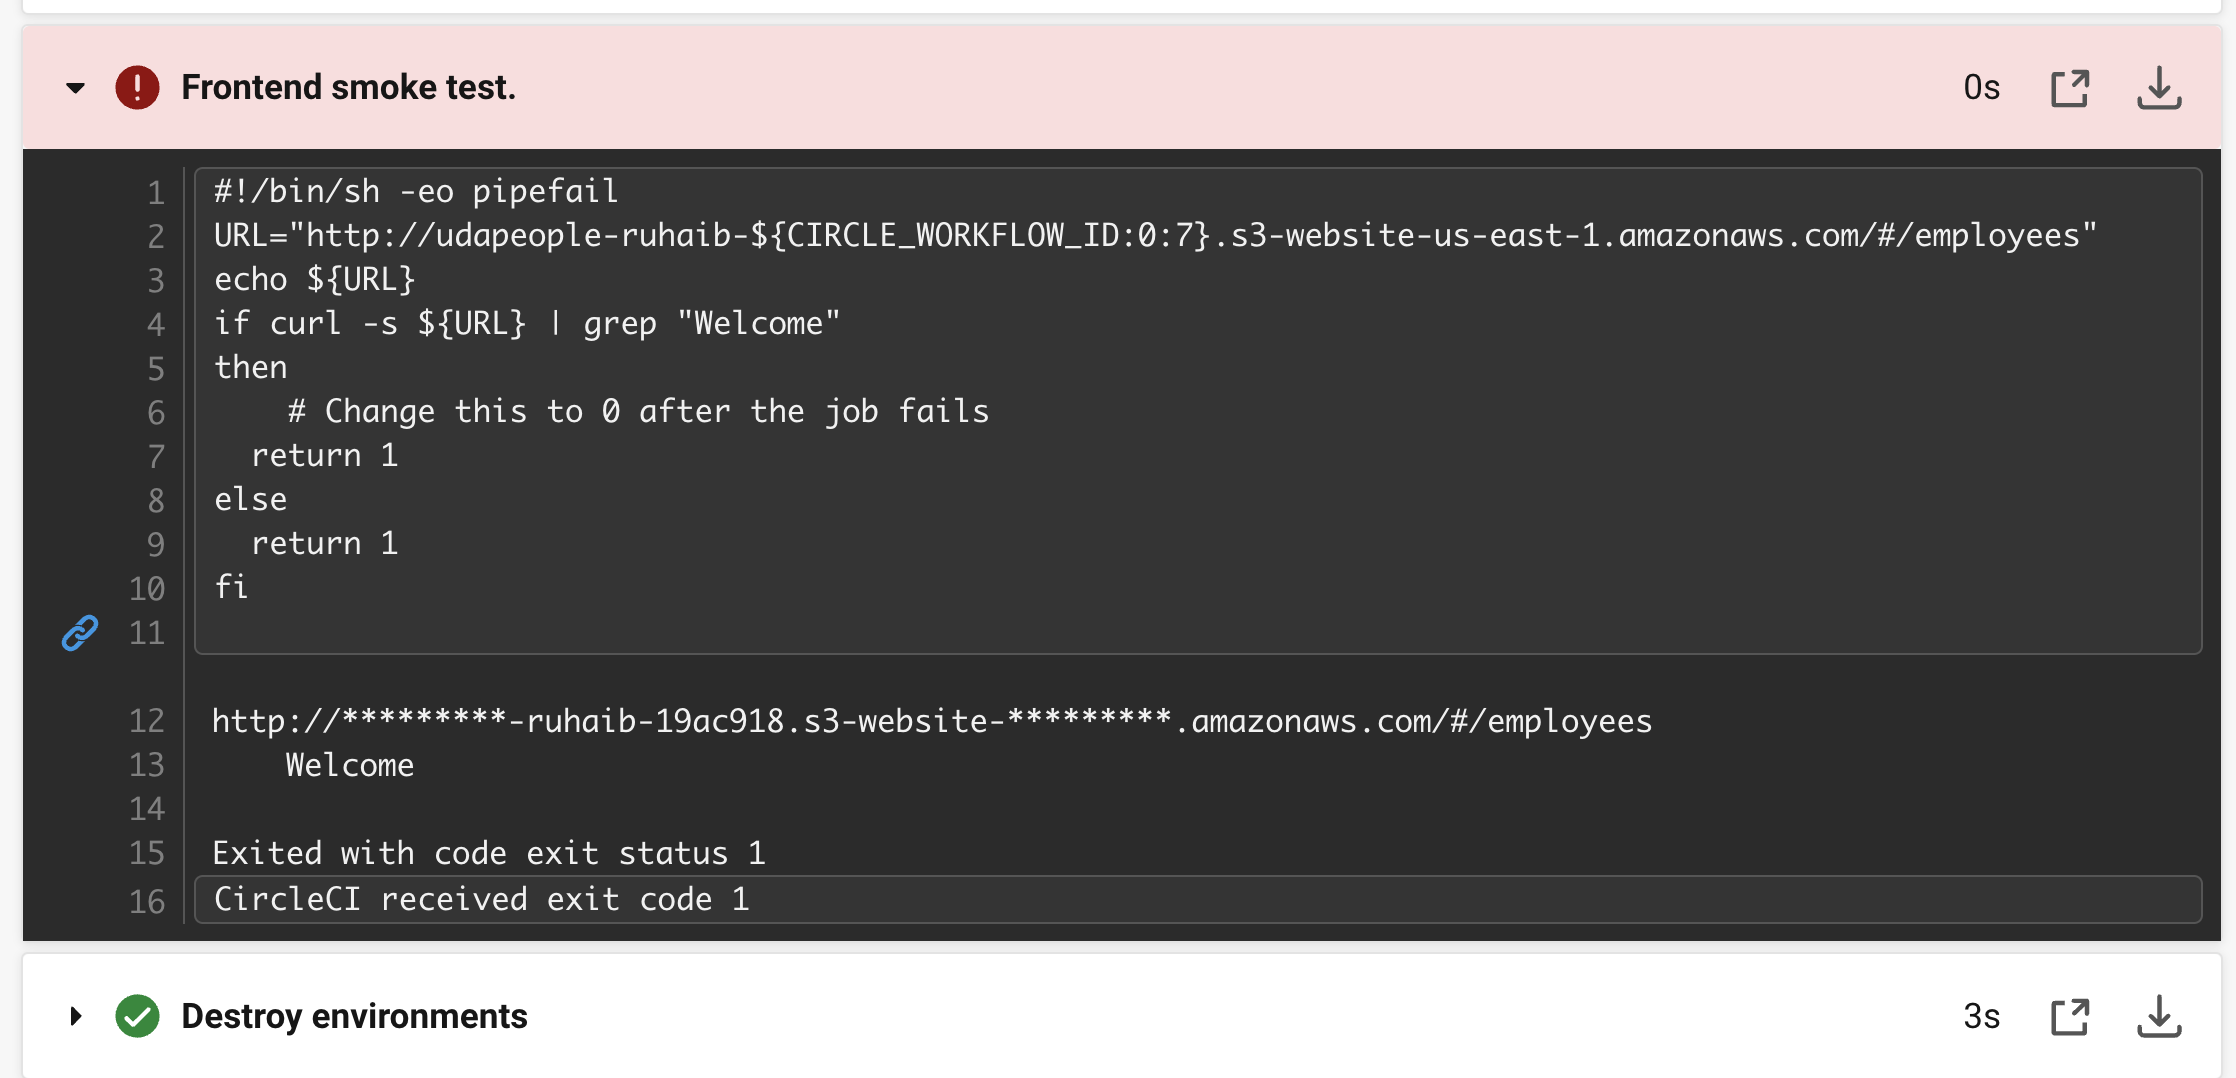 Frontend smoke test.
0s
1 #!/bin/sh -eo pipefail
2 URL="http://udapeople-ruhaib-${CIRCLE_WORKFLOW_ID:0:7}.s3-website-us-east-1.amazonaws.com/#/employees"
3 echo ${URL}
4 if curl -s ${URL} | grep "Welcome"
5 then
6     # Change this to 0 after the job fails
7   return 1
8 else
9   return 1
10 fi
11
12 http://*********-ruhaib-19ac918.s3-website-*********.amazonaws.com/#/employees
13     Welcome
14
15 Exited with code exit status 1
16 CircleCI received exit code 1
Destroy environments
3s